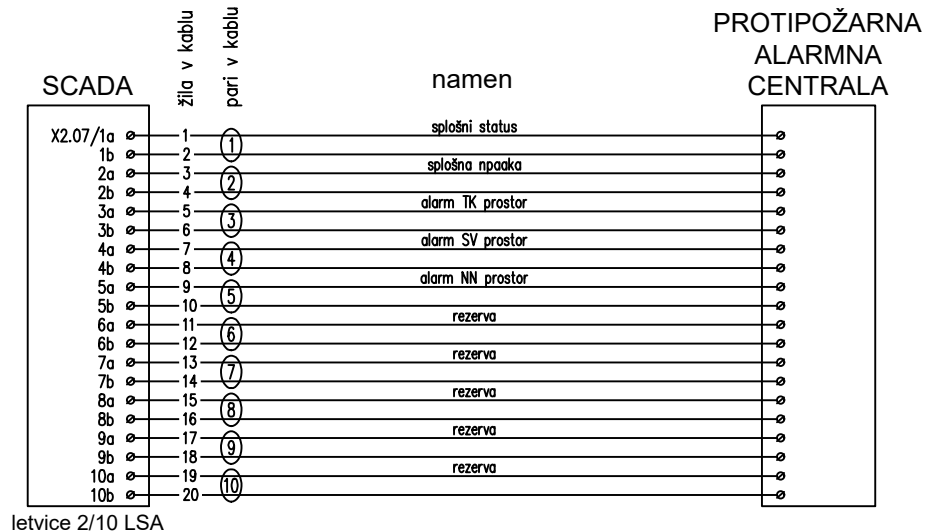 SCADA
žila v kablu
pari v kablu
namen
PROTIPOŽARNA
ALARMNA
CENTRALA
X2.07/1a 1 splošni status
1
1b 2
2a 3 splošna npaaka
2
2b 4
3a 5 alarm TK prostor
3
3b 6
4a 7 alarm SV prostor
4
4b 8
5a 9 alarm NN prostor
5
5b 10
6a 11 rezerva
6
6b 12
7a 13 rezerva
7
7b 14
8a 15 rezerva
8
8b 16
9a 17 rezerva
9
9b 18
10a 19 rezerva
10
10b 20
letvice 2/10 LSA